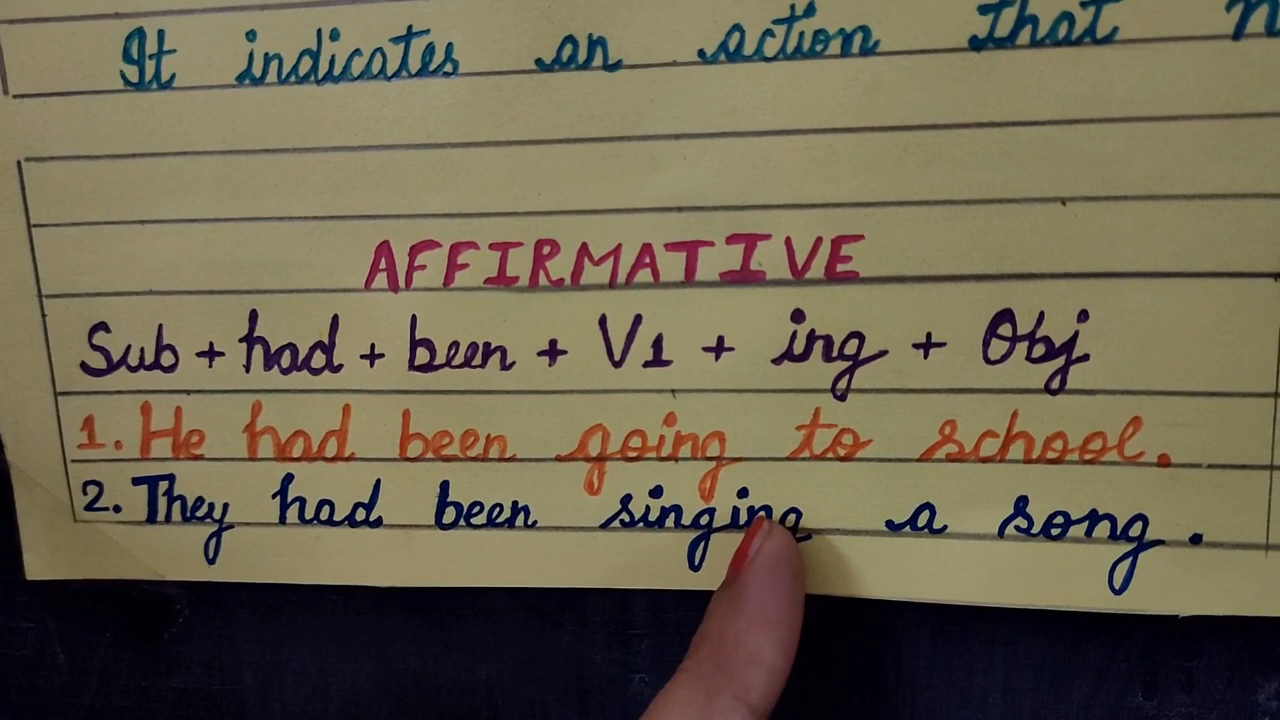 It indicates an action that
AFFIRMATIVE
Sub + had + been + V1 + ing + Obj
1. He had been going to school.
2. They had been singing a song.